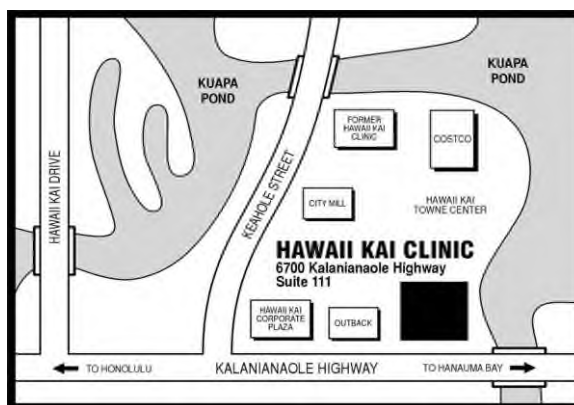 KUAPA
POND
KUAPA
POND
FORMER
HAWAII KAI
CLINIC
COSTCO
HAWAII KAI DRIVE
KEAHOLE STREET
CITY MILL
HAWAII KAI
TOWNE CENTER
HAWAII KAI CLINIC
6700 Kalanianaole Highway
Suite 111
HAWAII KAI
CORPORATE
PLAZA
OUTBACK
TO HONOLULU
KALANIANAOLE HIGHWAY
TO HANAUMA BAY